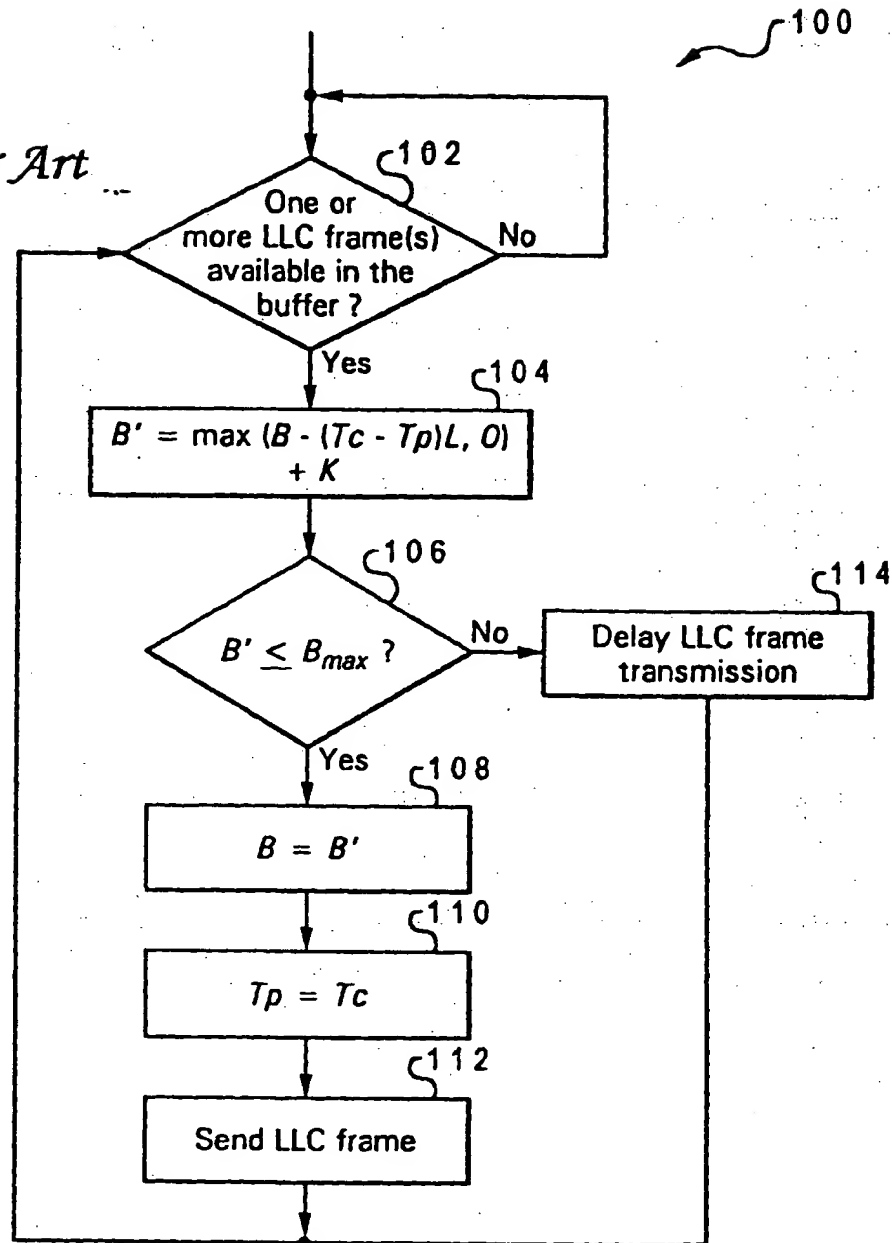 100
Art
102
One or
more LLC frame(s)
available in the
buffer ?
No
Yes
104
B' = max (B - (Tc - Tp)L, O)
+ K
106
B' ≤ Bmax ?
No
114
Delay LLC frame
transmission
Yes
108
B = B'
110
Tp = Tc
112
Send LLC frame